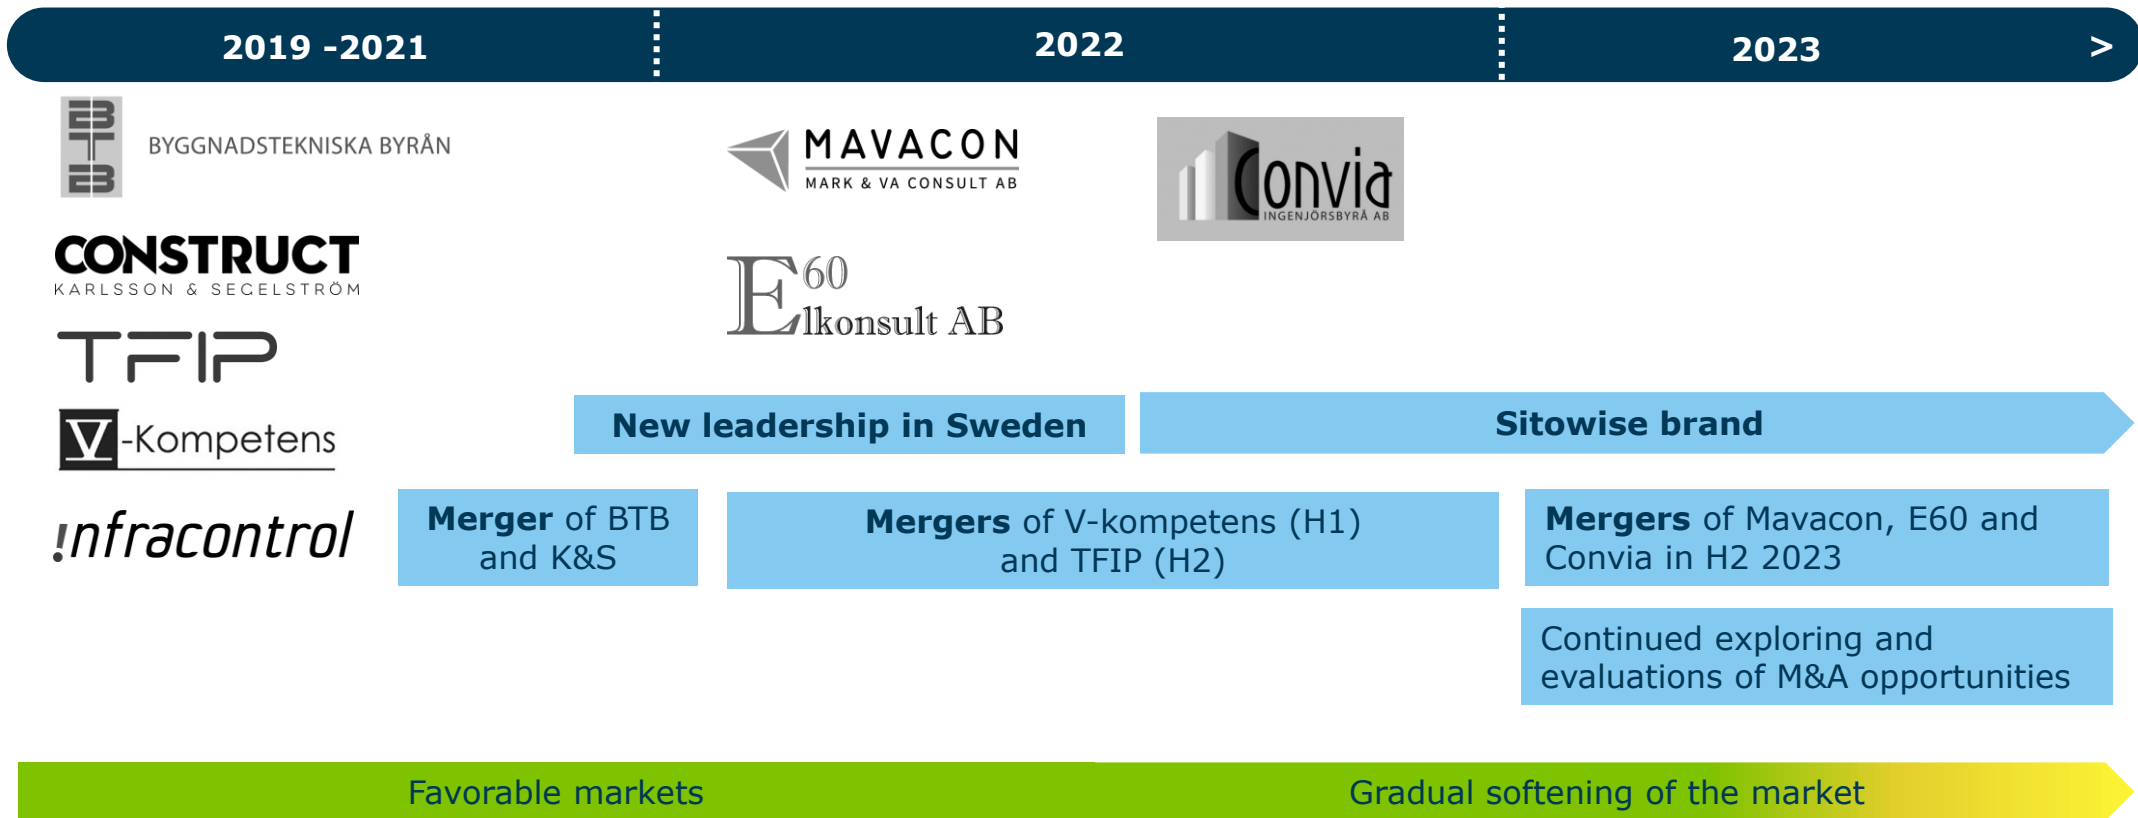 2019 -2021
2022
2023
>
BTB
BYGGNADSTEKNISKA BYRÅN
CONSTRUCT
KARLSSON & SEGELSTRÖM
TFIP
V-Kompetens
infracontrol
MAVACON
MARK & VA CONSULT AB
E60
lkonsult AB
Convia
INGENJÖRSBYRÅ AB
New leadership in Sweden
Sitowise brand
Merger of BTB
and K&S
Mergers of V-kompetens (H1)
and TFIP (H2)
Mergers of Mavacon, E60 and
Convia in H2 2023
Continued exploring and
evaluations of M&A opportunities
Favorable markets
Gradual softening of the market